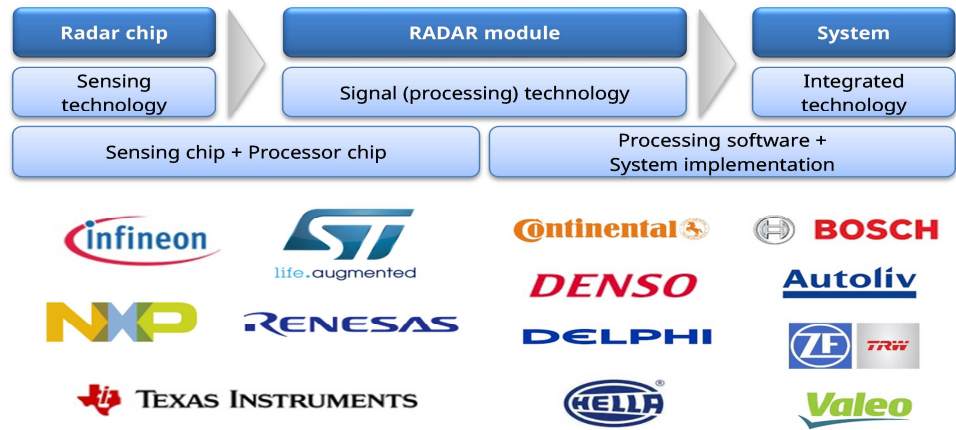 Radar chip
RADAR module
System
Sensing
technology
Signal (processing) technology
Integrated
technology
Sensing chip + Processor chip
Processing software +
System implementation
infineon
ST
life.augmented
Continental
BOSCH
DENSO
Autoliv
NXP
RENESAS
DELPHI
ZF
TRW
TEXAS INSTRUMENTS
HELLA
®
Valeo